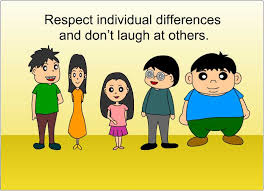 Respect individual differences
and don't laugh at others.